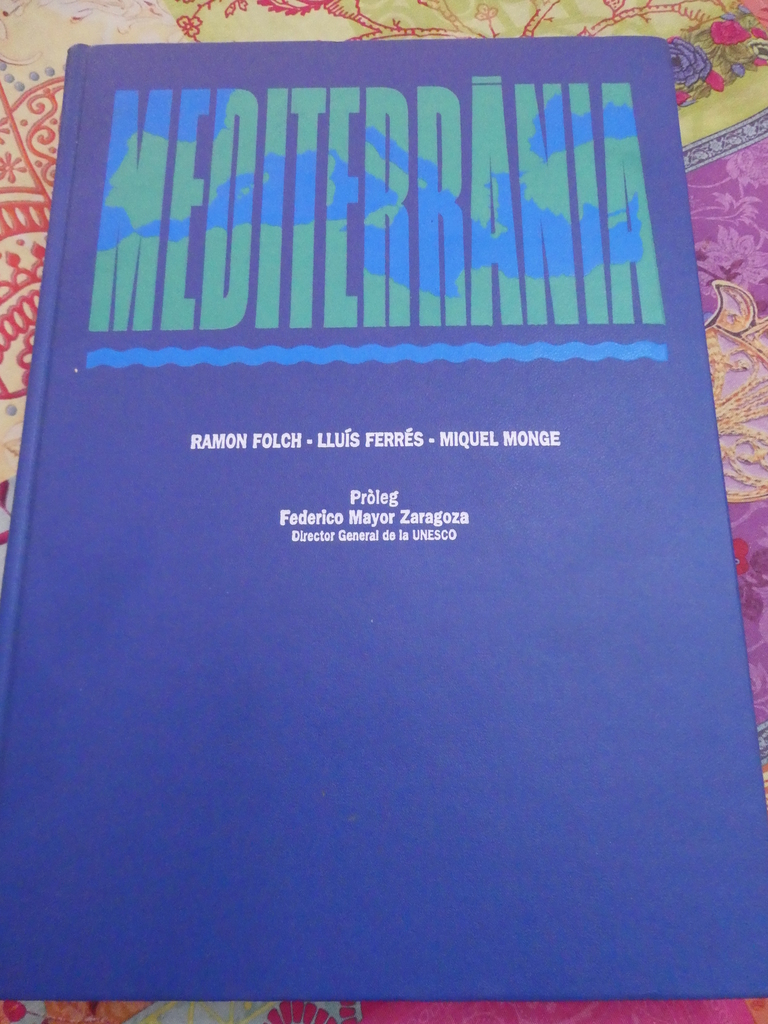 MEDITERRÀNIA
RAMON FOLCH - LLUÍS FERRÉS - MIQUEL MONGE
Pròleg
Federico Mayor Zaragoza
Director General de la UNESCO